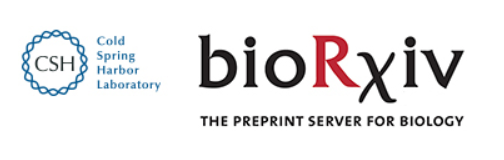 CSH
Cold
Spring
Harbor
Laboratory
bioRχiv
THE PREPRINT SERVER FOR BIOLOGY